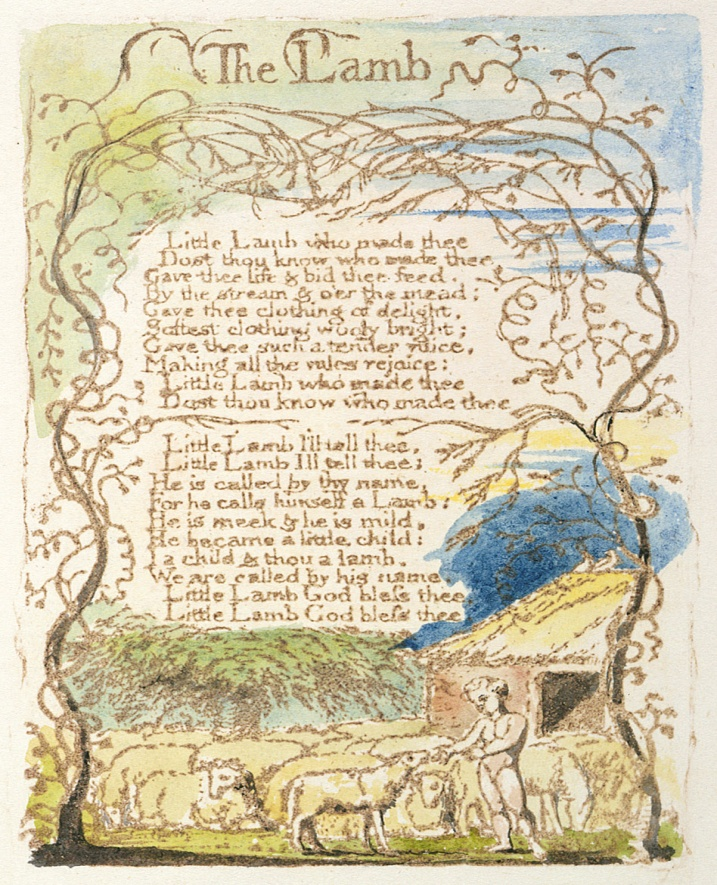 The Lamb
Little Lamb who made thee
Dost thou know who made thee
Gave thee life & bid thee feed.
By the stream & o'er the mead;
Gave thee clothing of delight,
Softest clothing wooly bright;
Gave thee such a tender voice,
Making all the vales rejoice:
Little Lamb who made thee
Dost thou know who made thee
Little Lamb I'll tell thee,
Little Lamb I'll tell thee;
He is called by thy name,
For he calls himself a Lamb:
He is meek & he is mild,
He became a little child:
I a child & thou a lamb,
We are called by his name.
Little Lamb God bleſs thee
Little Lamb God bleſs thee